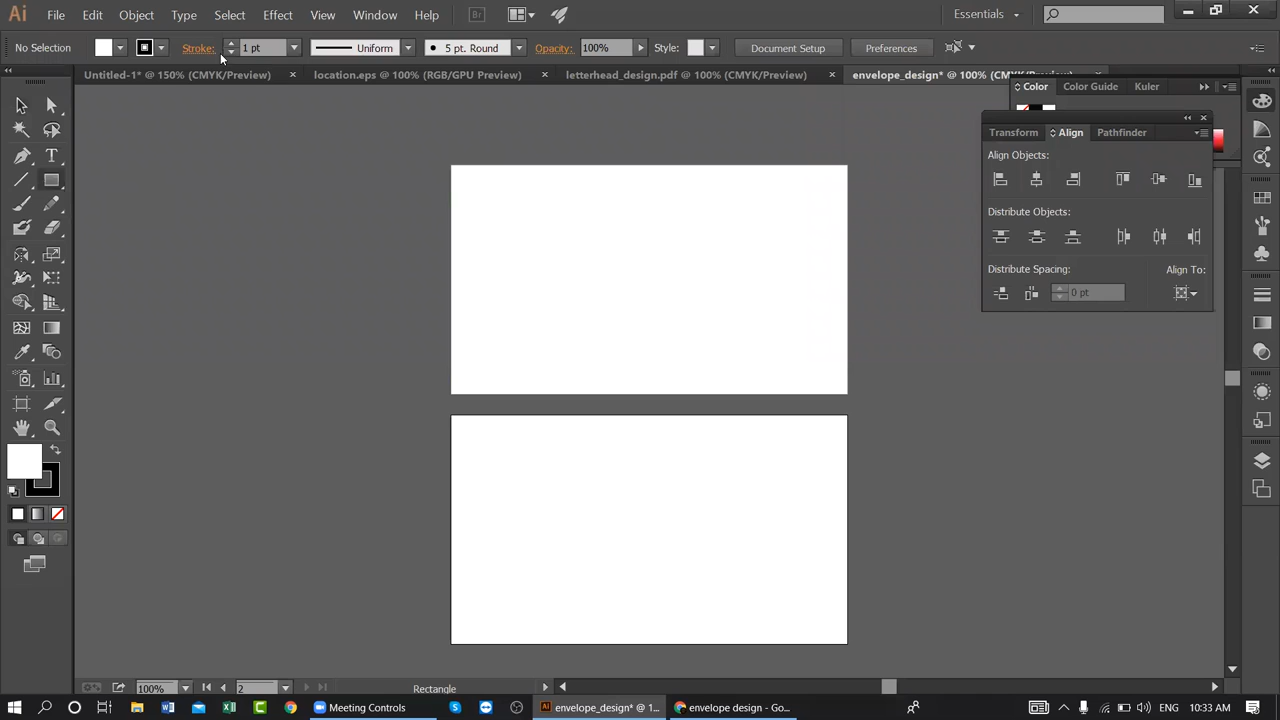 Ai File Edit Object Type Select Effect View Window Help Br Essentials
No Selection Stroke: 1 pt Uniform 5 pt. Round Opacity: 100% Style: Document Setup Preferences
Untitled-1* @ 150% (CMYK/Preview) location.eps @ 100% (RGB/GPU Preview) letterhead_design.pdf @ 100% (CMYK/Preview) envelope_design* @ 100% (CMYK/Preview)
Color Color Guide Kuler
Transform Align Pathfinder
Align Objects:
Distribute Objects:
Distribute Spacing: Align To:
0 pt
100% 2 Rectangle
Meeting Controls envelope_design* @ 1... envelope design - Go... ENG 10:33 AM